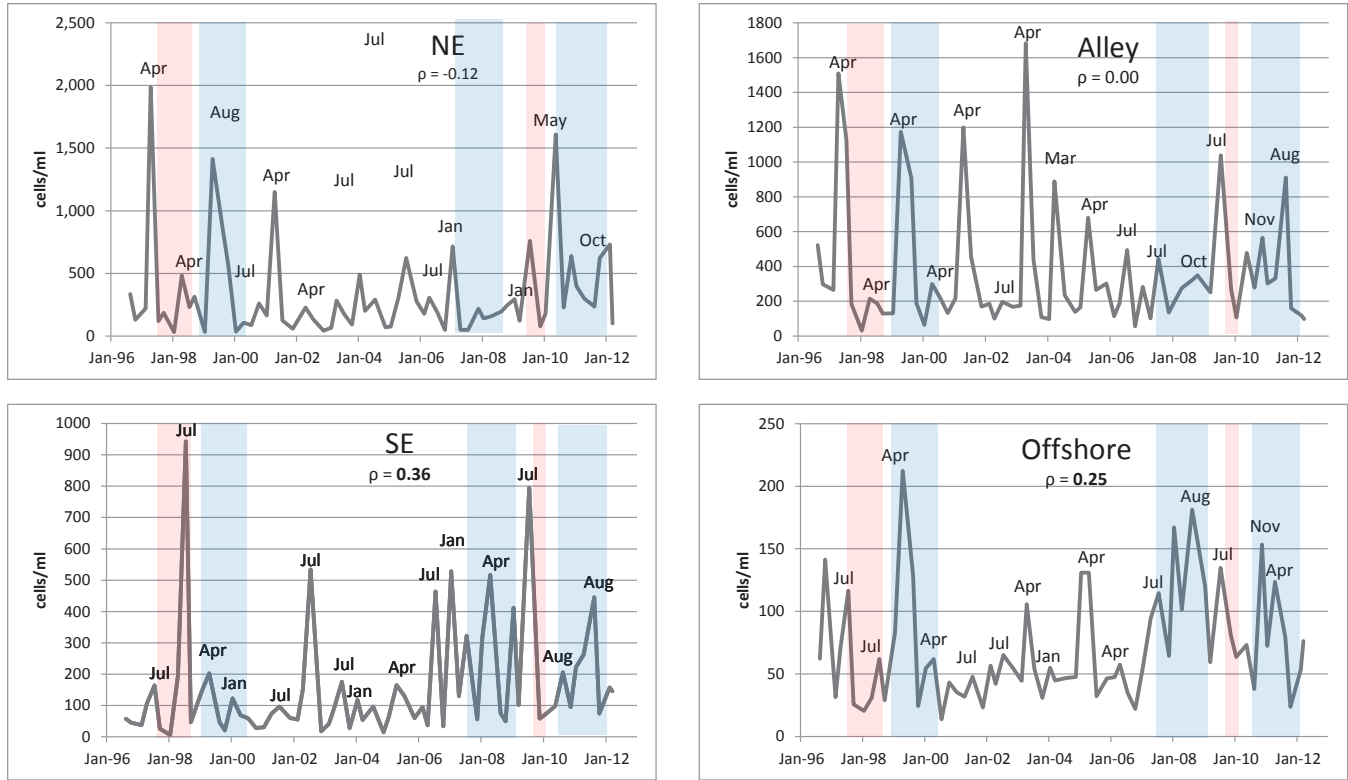 NE
ρ = -0.12
cells/ml
2,500
2,000
1,500
1,000
500
0
Apr
Apr
Aug
Jul
Apr
Apr
Jul
Jul
Jul
Jul
Jan
Jan
May
Oct
Jan-96 Jan-98 Jan-00 Jan-02 Jan-04 Jan-06 Jan-08 Jan-10 Jan-12
Alley
ρ = 0.00
cells/ml
1800
1600
1400
1200
1000
800
600
400
200
0
Apr
Apr
Apr
Apr
Apr
Jul
Apr
Mar
Apr
Jul
Jul
Oct
Jul
Nov
Aug
Jan-96 Jan-98 Jan-00 Jan-02 Jan-04 Jan-06 Jan-08 Jan-10 Jan-12
SE
ρ = 0.36
cells/ml
1000
900
800
700
600
500
400
300
200
100
0
Jul
Jul
Apr
Jan
Jul
Jul
Jul
Jan
Apr
Jul
Jan
Apr
Jul
Aug
Aug
Jan-96 Jan-98 Jan-00 Jan-02 Jan-04 Jan-06 Jan-08 Jan-10 Jan-12
Offshore
ρ = 0.25
cells/ml
250
200
150
100
50
0
Jul
Jul
Apr
Apr
Jul
Jul
Apr
Jan
Apr
Apr
Jul
Aug
Jul
Nov
Apr
Jan-96 Jan-98 Jan-00 Jan-02 Jan-04 Jan-06 Jan-08 Jan-10 Jan-12